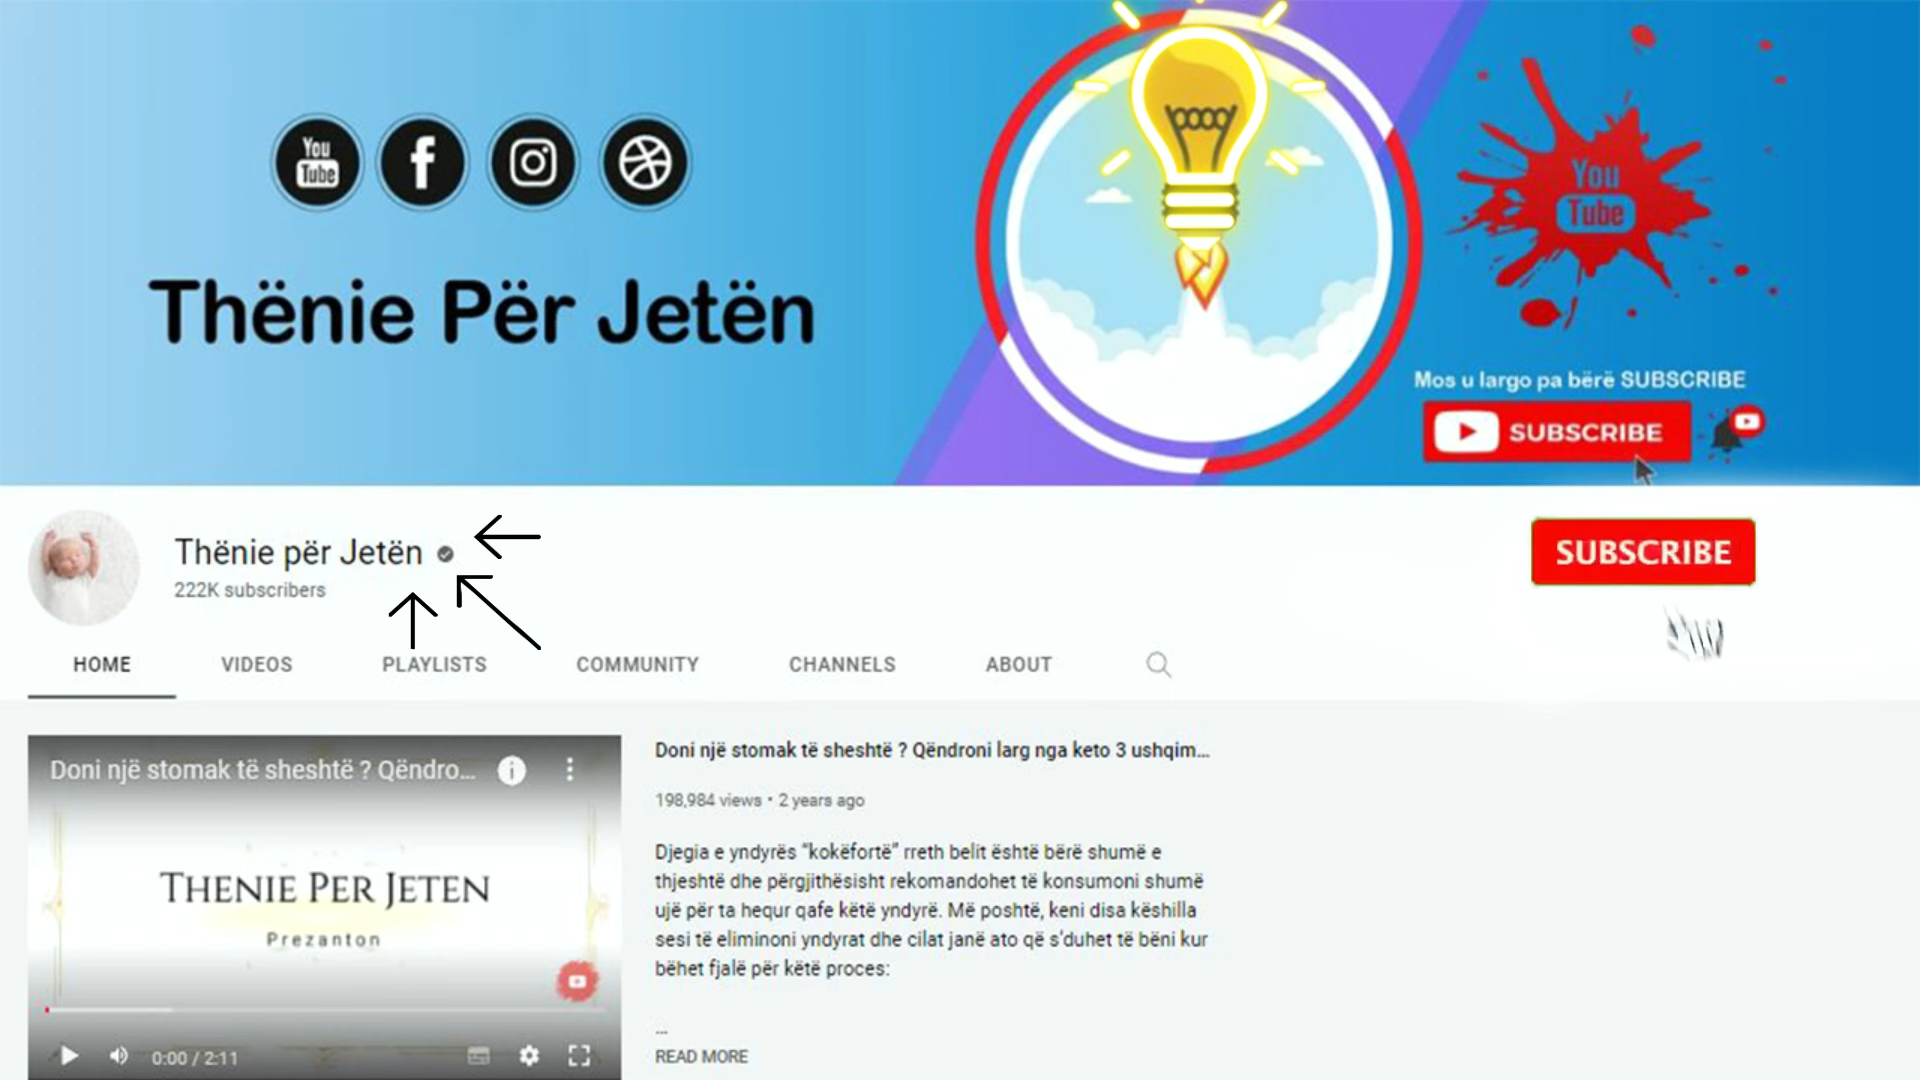 You
Tube
Thënie Për Jetën
You
Tube
Mos u largo pa bërë SUBSCRIBE
SUBSCRIBE
Thënie për Jetën
222K subscribers
SUBSCRIBE
HOME VIDEOS PLAYLISTS COMMUNITY CHANNELS ABOUT
Doni një stomak të sheshtë ? Qëndro...
THENIE PER JETEN
Prezanton
0:00 / 2:11
Doni një stomak të sheshtë ? Qëndroni larg nga keto 3 ushqim...
198,984 views • 2 years ago
Djegia e yndyrës “kokëfortë” rreth belit është bërë shumë e
thjeshtë dhe përgjithësisht rekomandohet të konsumoni shumë
ujë për ta hequr qafe këtë yndyrë. Më poshtë, keni disa këshilla
sesi të eliminoni yndyrat dhe cilat janë ato që s'duhet të bëni kur
bëhet fjalë për këtë proces:
...
READ MORE